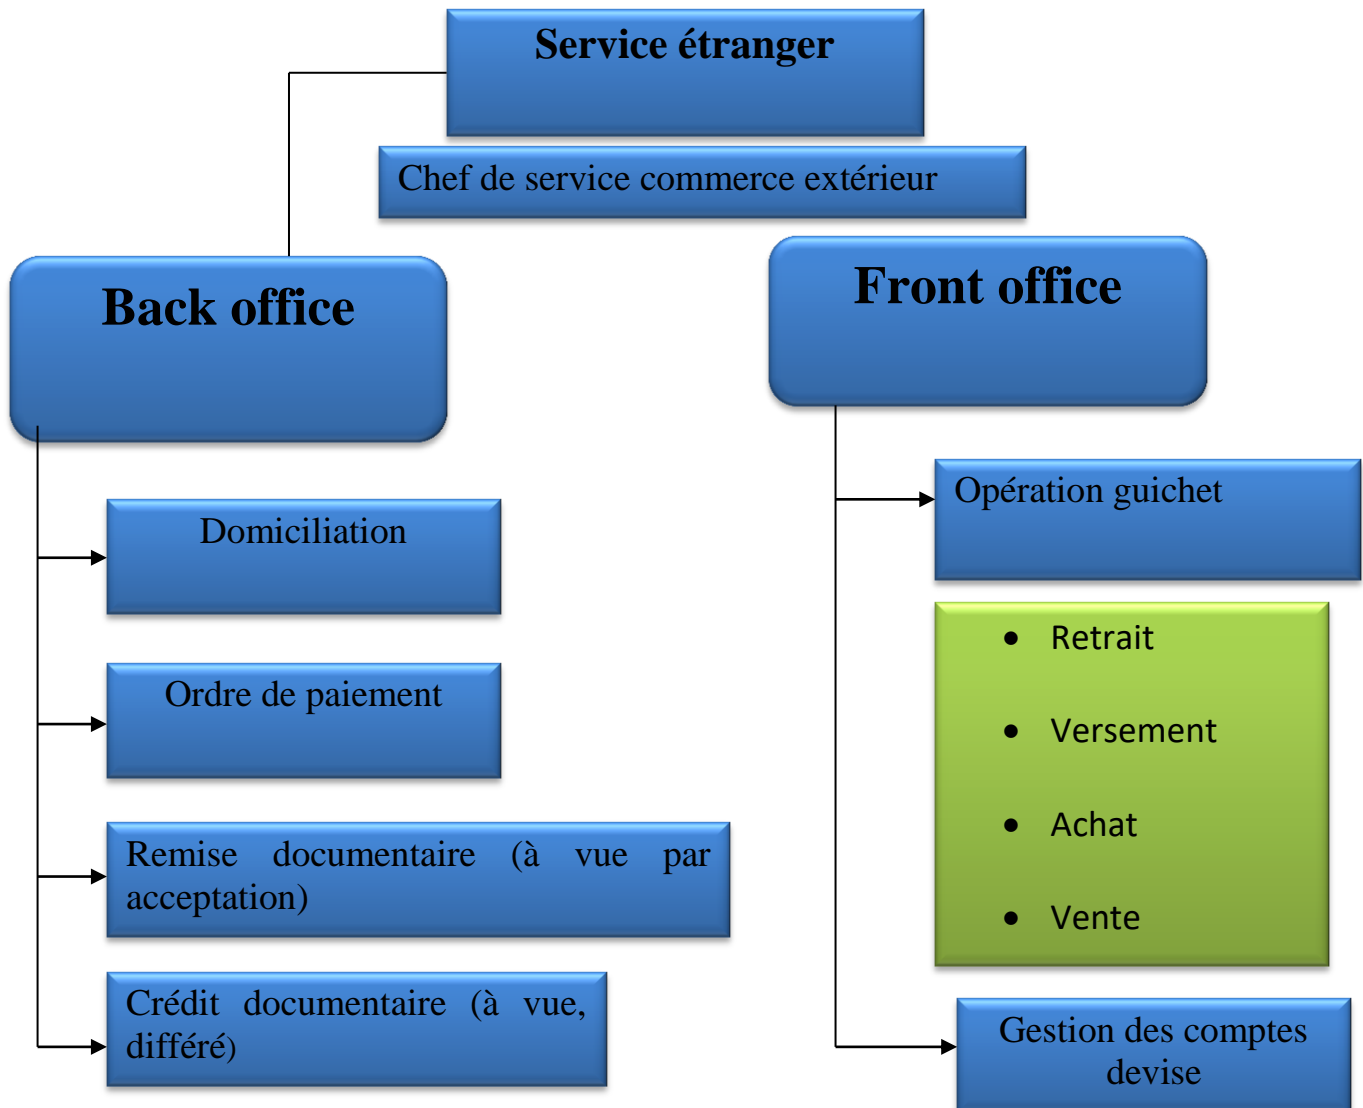 Service étranger
Chef de service commerce extérieur
Back office
Domiciliation
Ordre de paiement
Remise documentaire (à vue par
acceptation)
Crédit documentaire (à vue,
différé)
Front office
Opération guichet
• Retrait
• Versement
• Achat
• Vente
Gestion des comptes
devise